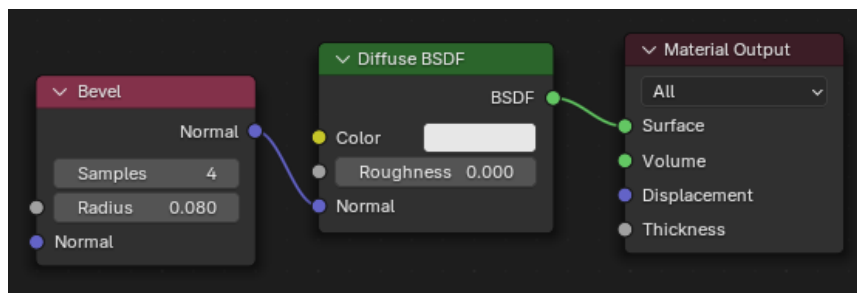 Bevel
Normal
Samples 4
Radius 0.080
Normal
Diffuse BSDF
BSDF
Color
Roughness 0.000
Normal
Material Output
All
Surface
Volume
Displacement
Thickness